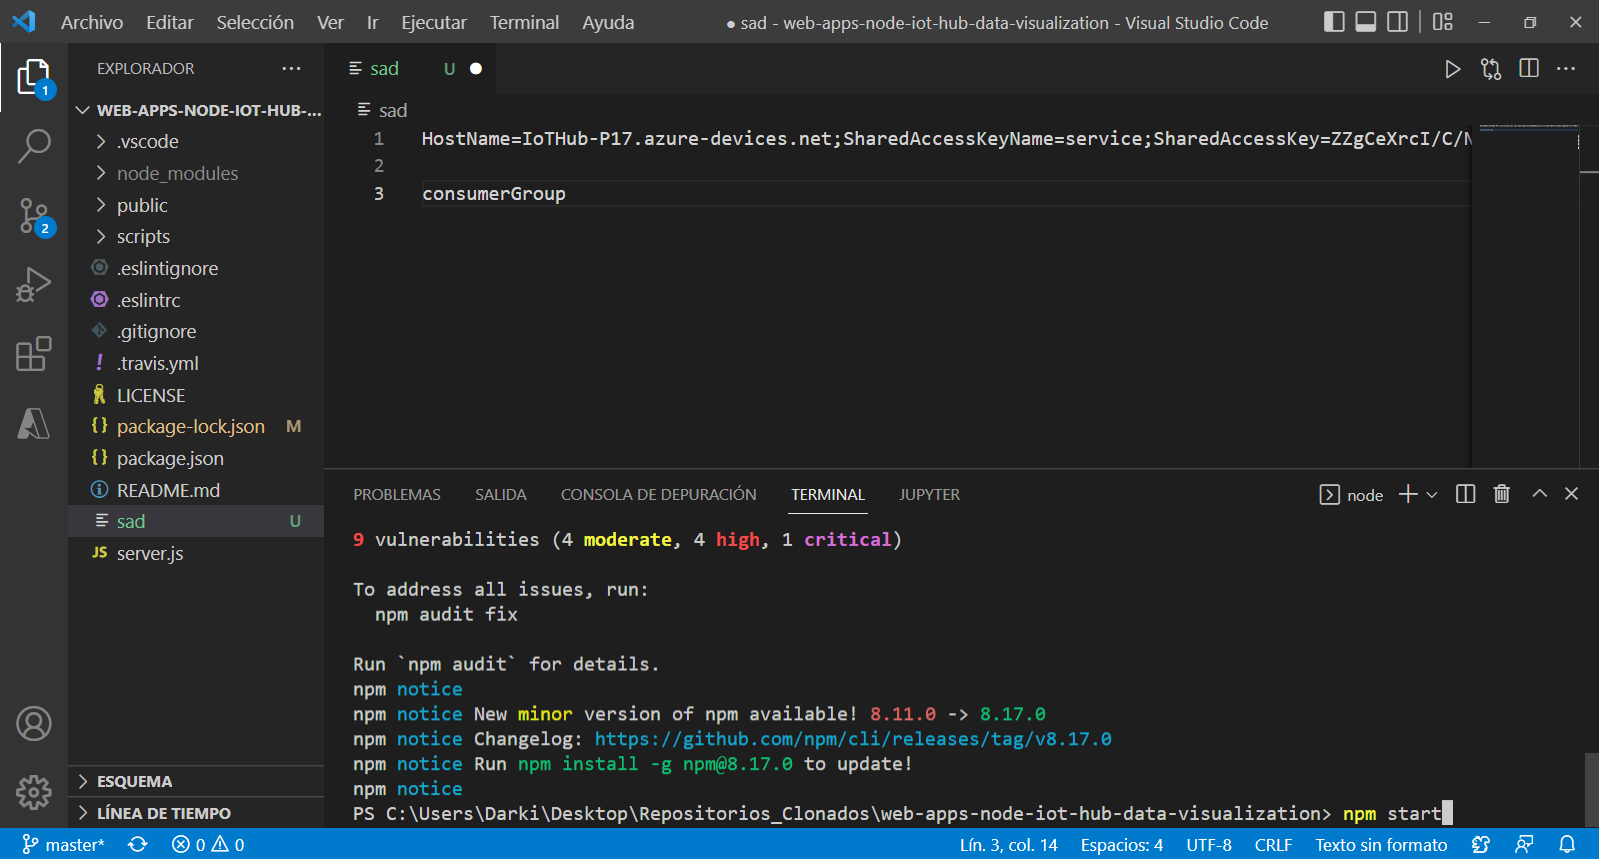 Archivo Editar Selección Ver Ir Ejecutar Terminal Ayuda
● sad - web-apps-node-iot-hub-data-visualization - Visual Studio Code
EXPLORADOR
WEB-APPS-NODE-IOT-HUB-...
.vscode
node_modules
public
scripts
.eslintignore
.eslintrc
.gitignore
.travis.yml
LICENSE
package-lock.json M
package.json
README.md
sad U
server.js
ESQUEMA
LÍNEA DE TIEMPO
1
2
sad U
sad
1 HostName=IoTHub-P17.azure-devices.net;SharedAccessKeyName=service;SharedAccessKey=ZZgCeXrcI/C/N
2
3 consumerGroup
PROBLEMAS SALIDA CONSOLA DE DEPURACIÓN TERMINAL JUPYTER
node
9 vulnerabilities (4 moderate, 4 high, 1 critical)
To address all issues, run:
npm audit fix
Run `npm audit` for details.
npm notice
npm notice New minor version of npm available! 8.11.0 -> 8.17.0
npm notice Changelog: https://github.com/npm/cli/releases/tag/v8.17.0
npm notice Run npm install -g npm@8.17.0 to update!
npm notice
PS C:\Users\Darki\Desktop\Repositorios_Clonados\web-apps-node-iot-hub-data-visualization> npm start
master* 0 0
Lín. 3, col. 14 Espacios: 4 UTF-8 CRLF Texto sin formato